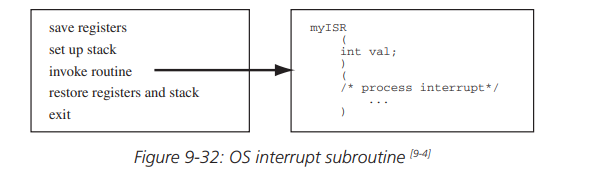 save registers
set up stack
invoke routine
restore registers and stack
exit
myISR
(
int val;
)
(
/* process interrupt*/
...
)
Figure 9-32: OS interrupt subroutine [9-4]